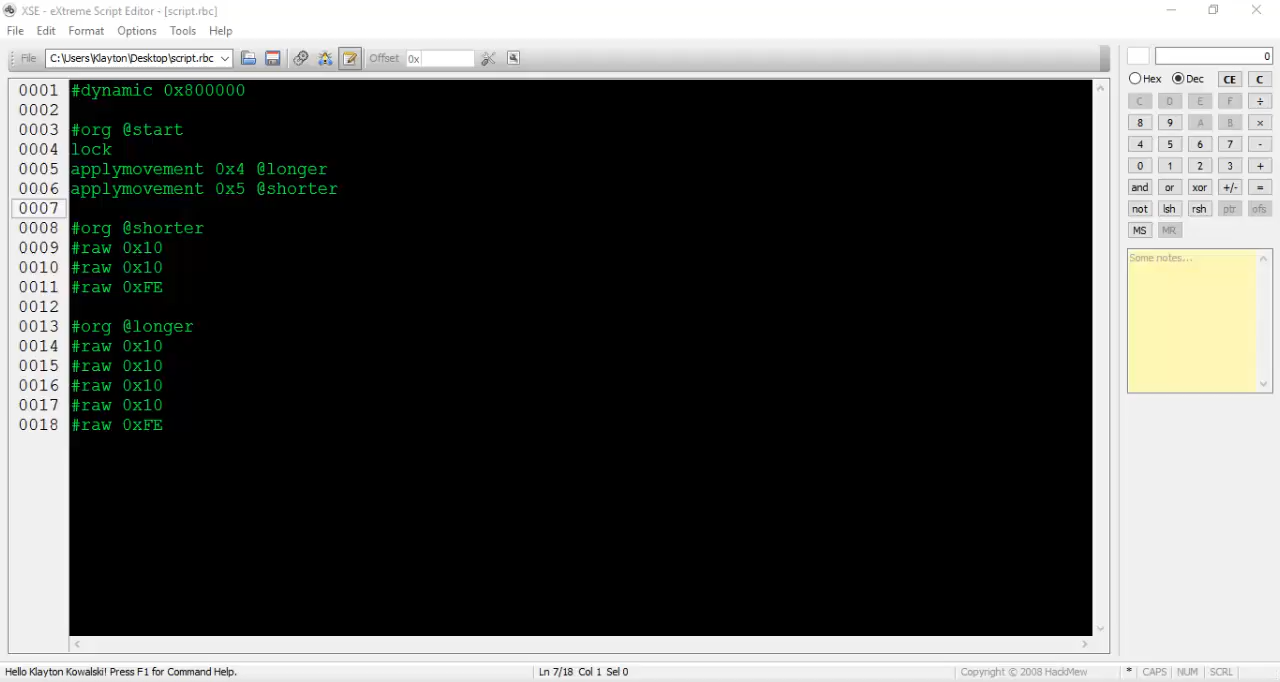 XSE - eXtreme Script Editor - [script.rbc]
File Edit Format Options Tools Help
File C:\Users\Klayton\Desktop\script.rbc Offset 0x
0
Hex Dec CE C
C D E F ÷
8 9 A B ×
4 5 6 7 -
0 1 2 3 +
and or xor +/- =
not lsh rsh ptr ofs
MS MR
Some notes...
0001 #dynamic 0x800000
0002
0003 #org @start
0004 lock
0005 applymovement 0x4 @longer
0006 applymovement 0x5 @shorter
0007
0008 #org @shorter
0009 #raw 0x10
0010 #raw 0x10
0011 #raw 0xFE
0012
0013 #org @longer
0014 #raw 0x10
0015 #raw 0x10
0016 #raw 0x10
0017 #raw 0x10
0018 #raw 0xFE
Hello Klayton Kowalski! Press F1 for Command Help. Ln 7/18 Col 1 Sel 0 Copyright © 2008 HackMew * CAPS NUM SCRL